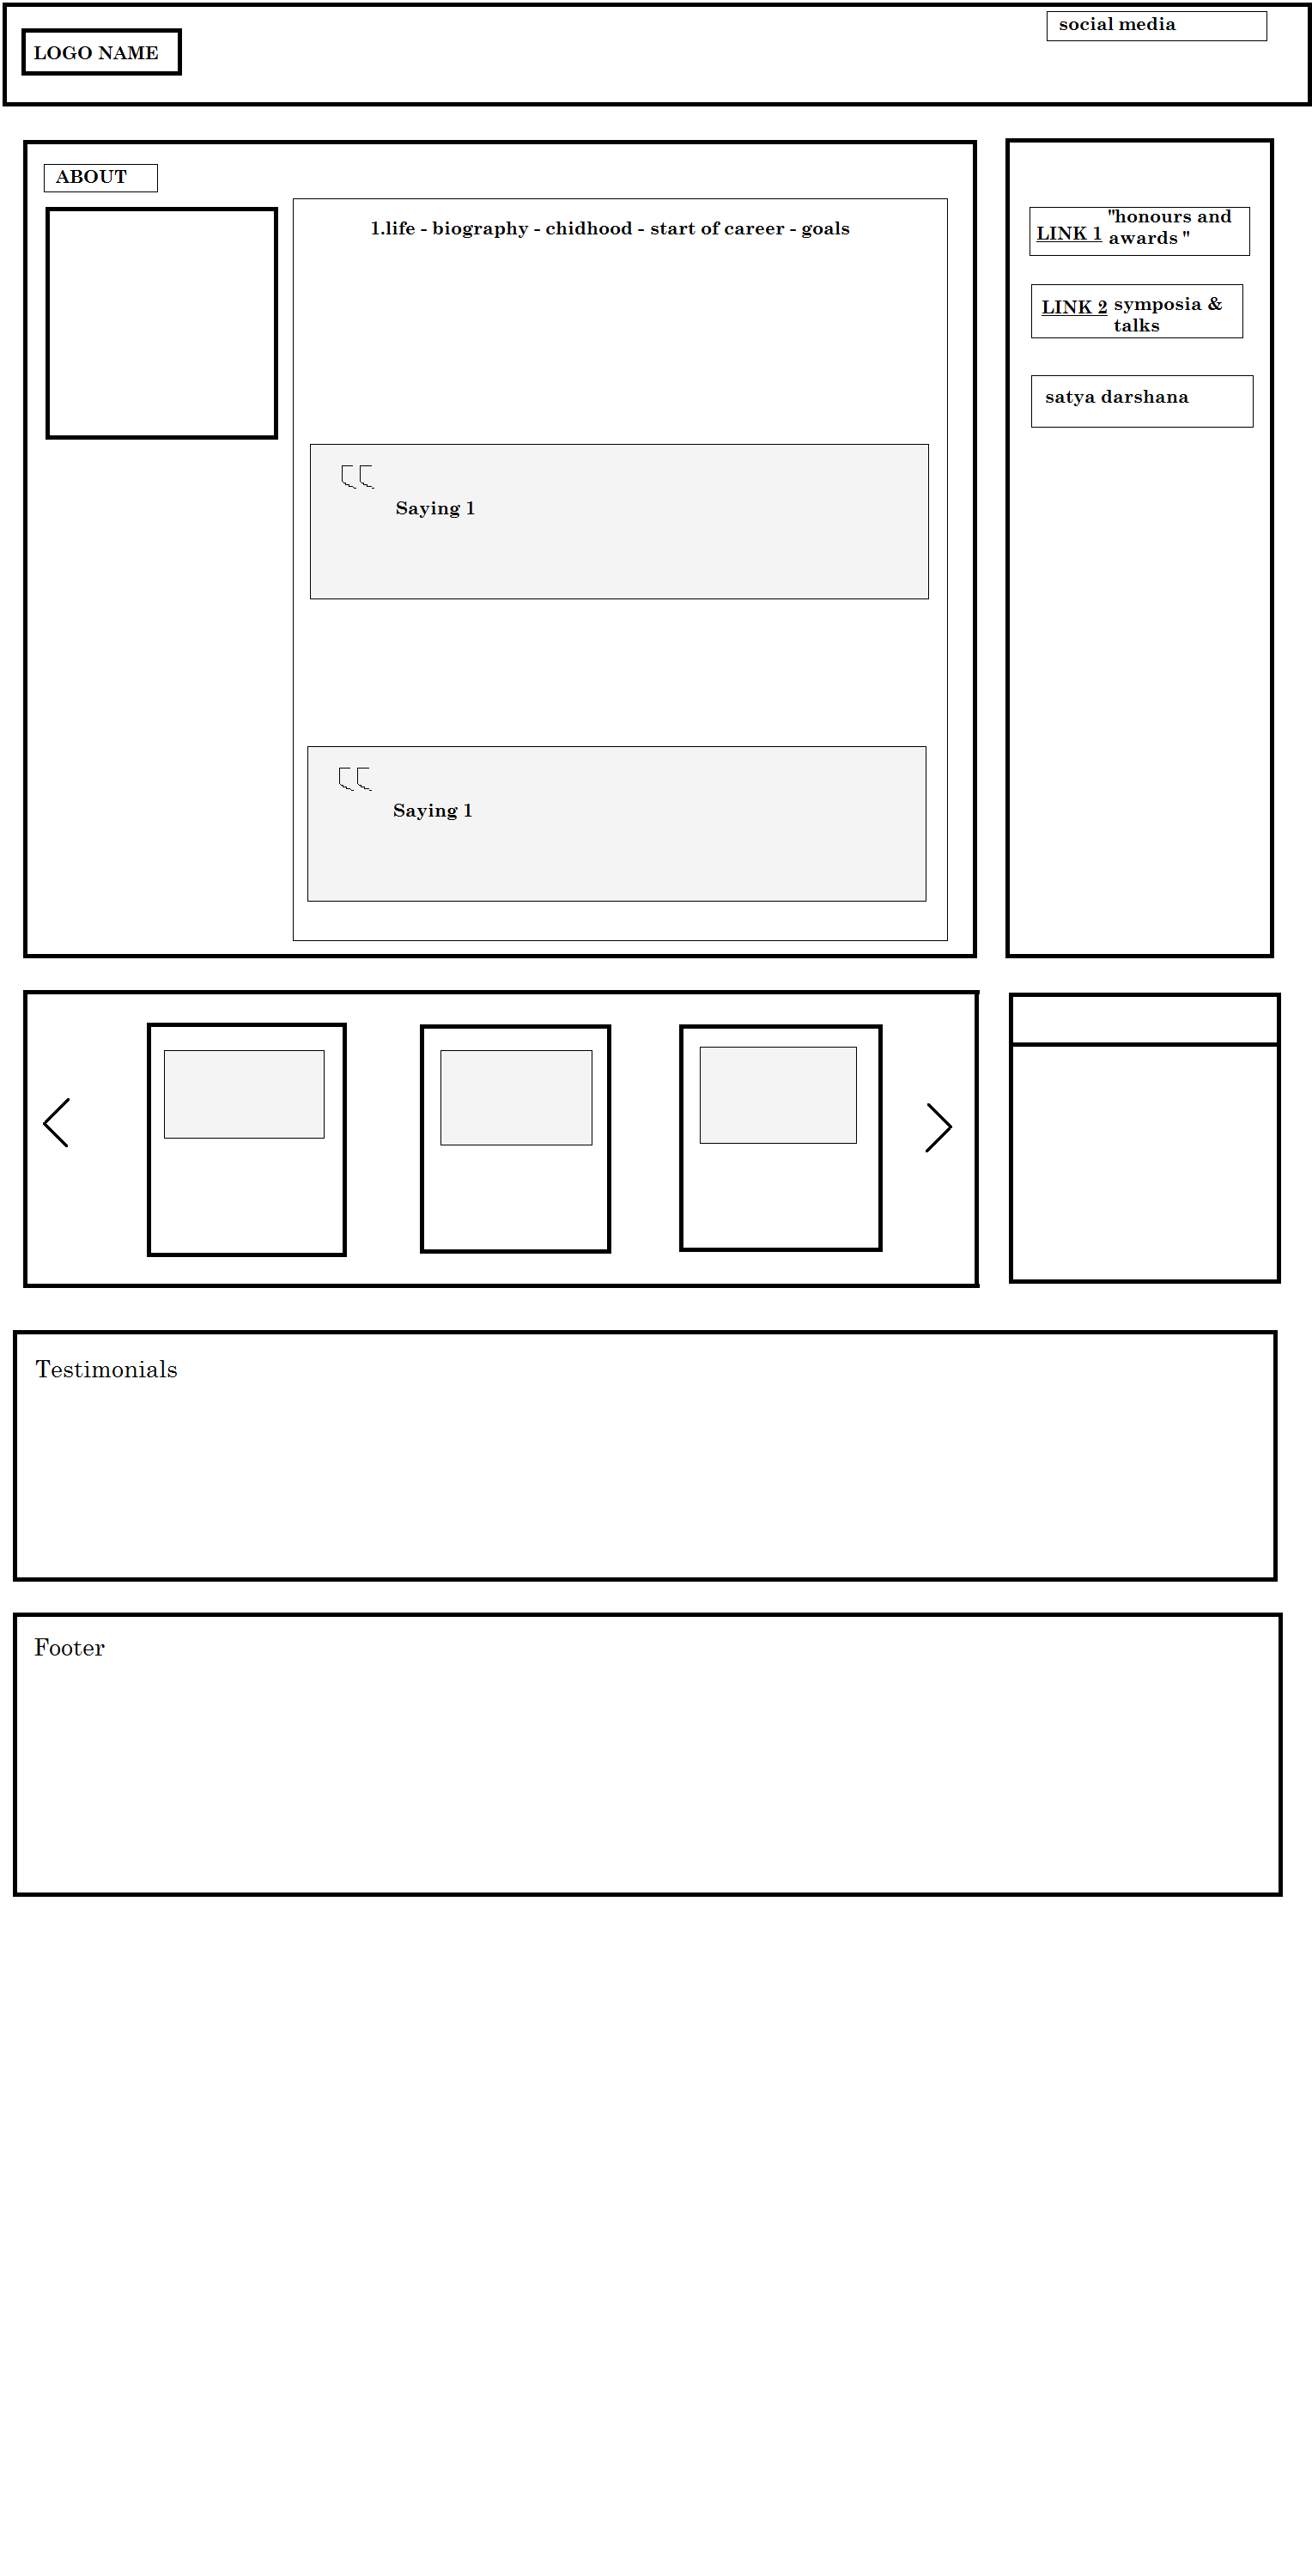 social media
LOGO NAME
ABOUT
1.life - biography - chidhood - start of career - goals
LINK 1 "honours and
awards "
LINK 2 symposia &
talks
satya darshana
Saying 1
Saying 1
Testimonials
Footer